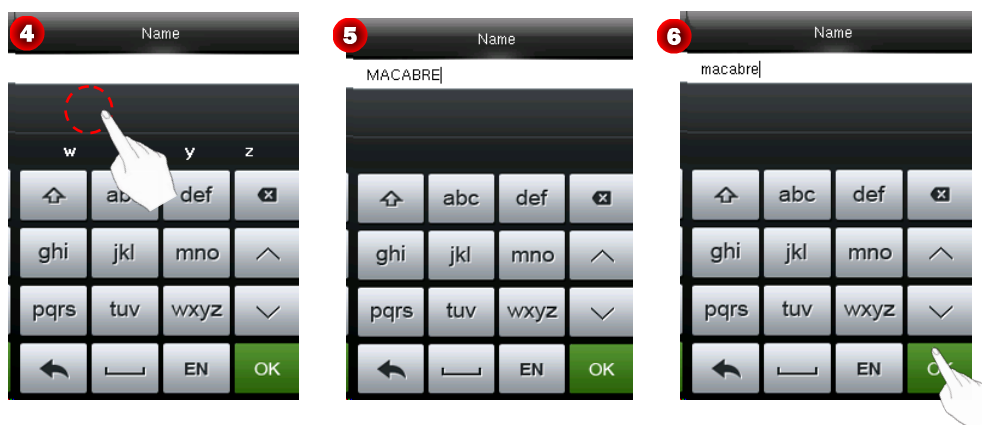 4
Name
w y z
abc def
ghi jkl mno
pqrs tuv wxyz
EN OK
5
Name
MACABRE
abc def
ghi jkl mno
pqrs tuv wxyz
EN OK
6
Name
macabre
abc def
ghi jkl mno
pqrs tuv wxyz
EN